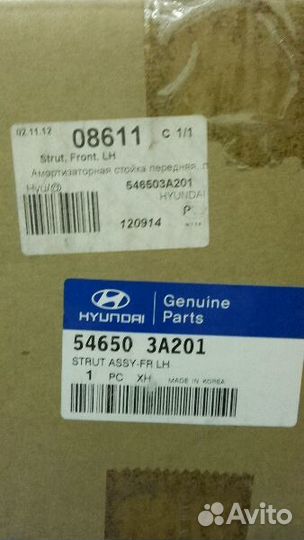 02.11.12 08611 C 1/1
Strut, Front, LH
Амортизаторная стойка передняя, л
546503A201
HYUNDAI
P
120914
HYUNDAI Genuine Parts
54650 3A201
STRUT ASSY-FR LH
1 PC XH MADE IN KOREA
Avito